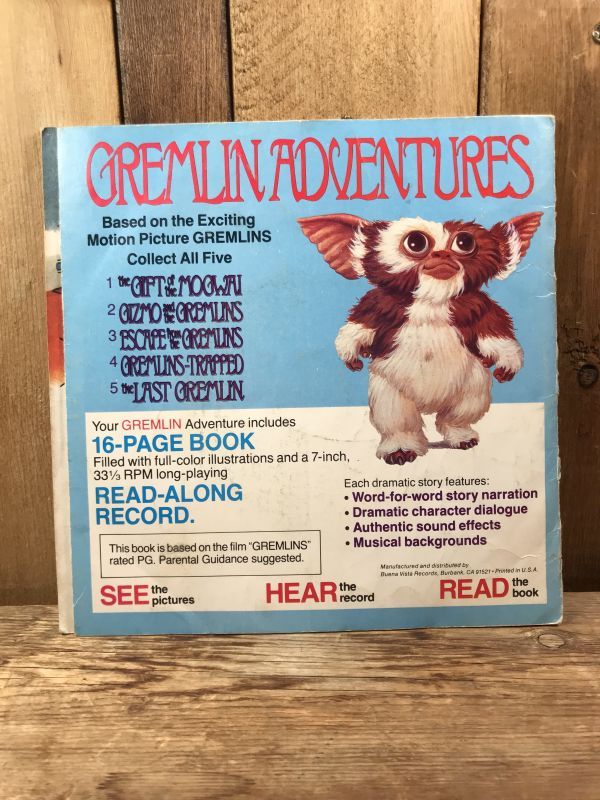 GREMLIN ADVENTURES
Based on the Exciting
Motion Picture GREMLINS
Collect All Five
1 the GIFT of the MOGWAI
2 GIZMO and the GREMLINS
3 ESCAPE from the GREMLINS
4 GREMLINS-TRAPPED
5 the LAST GREMLIN
Your GREMLIN Adventure includes
16-PAGE BOOK
Filled with full-color illustrations and a 7-inch,
33⅓ RPM long-playing
READ-ALONG
RECORD.
This book is based on the film "GREMLINS"
rated PG. Parental Guidance suggested.
Each dramatic story features:
• Word-for-word story narration
• Dramatic character dialogue
• Authentic sound effects
• Musical backgrounds
Manufactured and distributed by
Buena Vista Records, Burbank, CA 91521 • Printed in U.S.A.
SEE the pictures
HEAR the record
READ the book